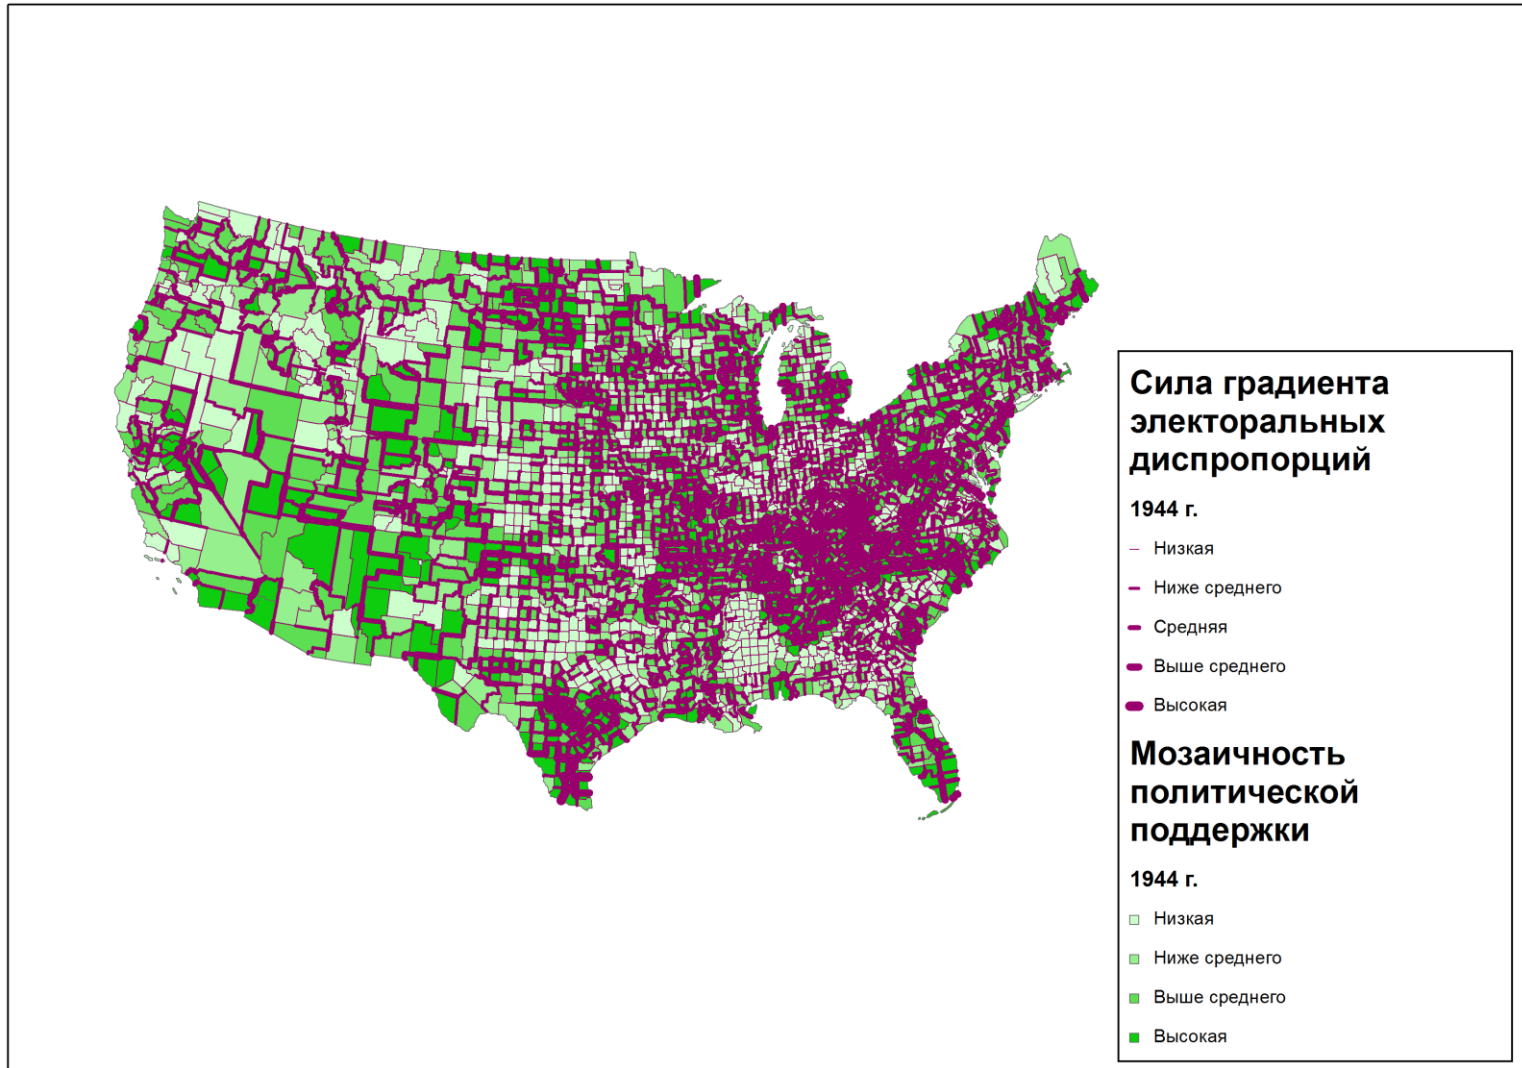 Сила градиента
электоральных
диспропорций
1944 г.
Низкая
Ниже среднего
Средняя
Выше среднего
Высокая
Мозаичность
политической
поддержки
1944 г.
Низкая
Ниже среднего
Выше среднего
Высокая